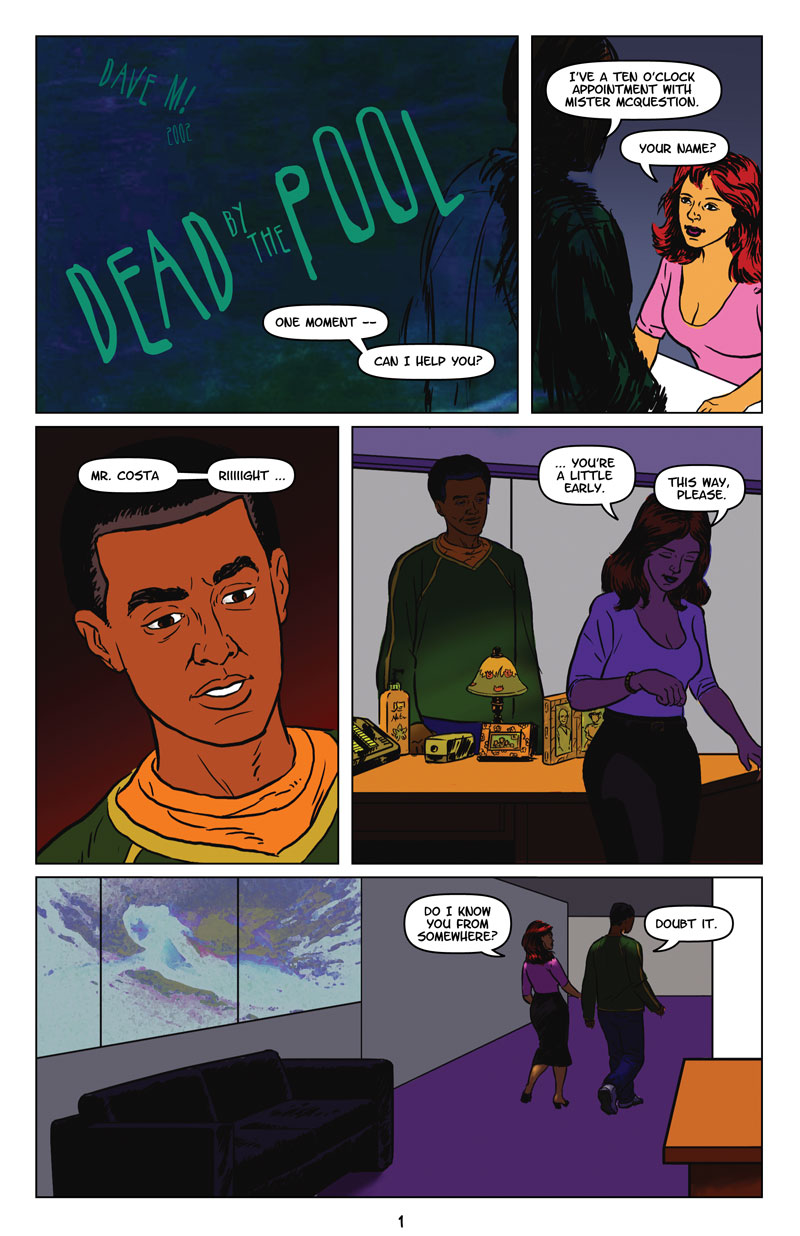 DAVE M!
2002
DEAD BY THE POOL
ONE MOMENT --
CAN I HELP YOU?
I'VE A TEN O'CLOCK
APPOINTMENT WITH
MISTER MCQUESTION.
YOUR NAME?
MR. COSTA
RIIIIIGHT ...
... YOU'RE
A LITTLE
EARLY.
THIS WAY,
PLEASE.
DO I KNOW
YOU FROM
SOMEWHERE?
DOUBT IT.
1